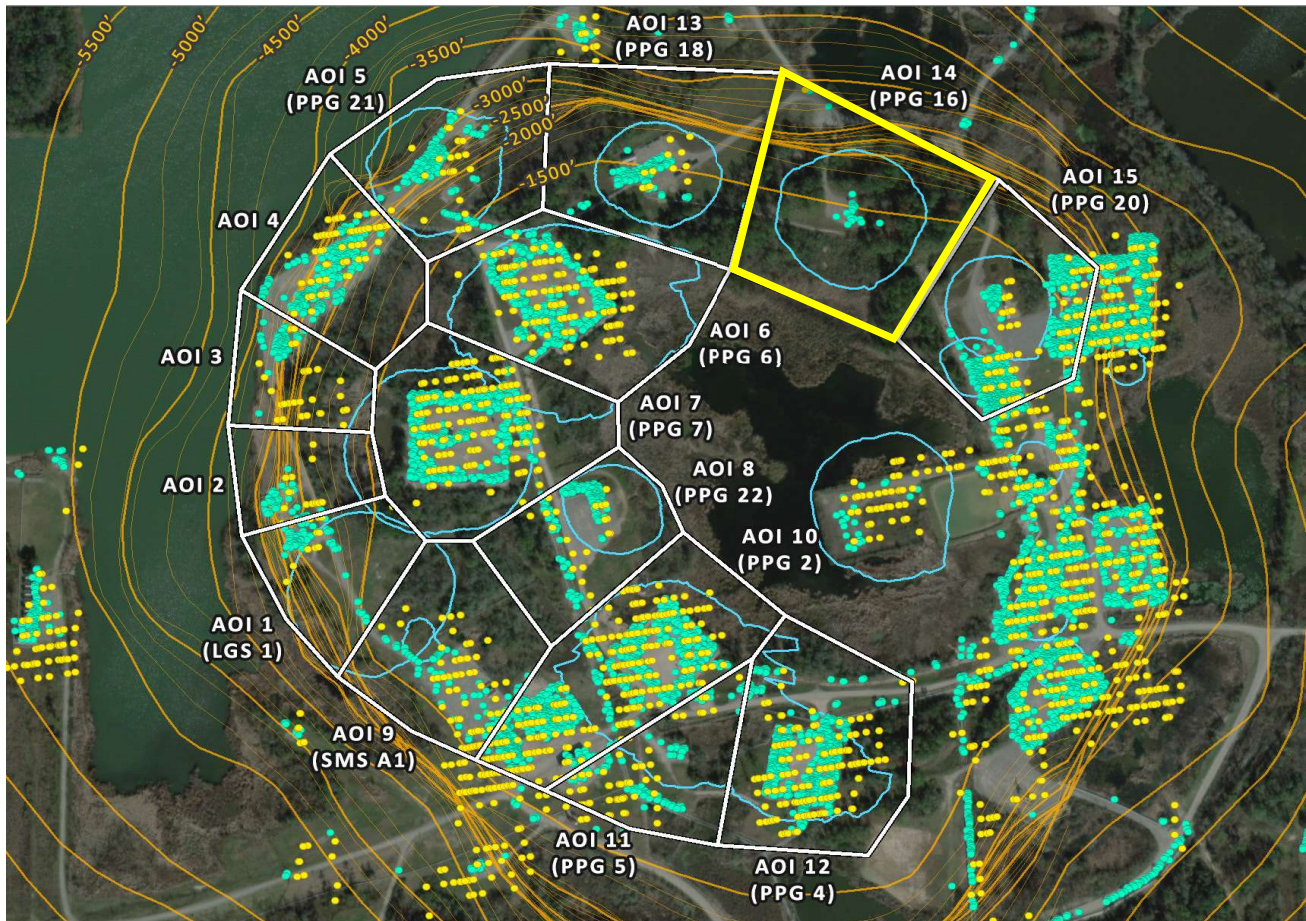 -5500'
-5000'
-4500'
-4000'
-3500'
-3000'
-2500'
-2000'
-1500'
AOI 13
(PPG 18)
AOI 5
(PPG 21)
AOI 14
(PPG 16)
AOI 15
(PPG 20)
AOI 4
AOI 3
AOI 6
(PPG 6)
AOI 7
(PPG 7)
AOI 8
(PPG 22)
AOI 2
AOI 10
(PPG 2)
AOI 1
(LGS 1)
AOI 9
(SMS A1)
AOI 11
(PPG 5)
AOI 12
(PPG 4)